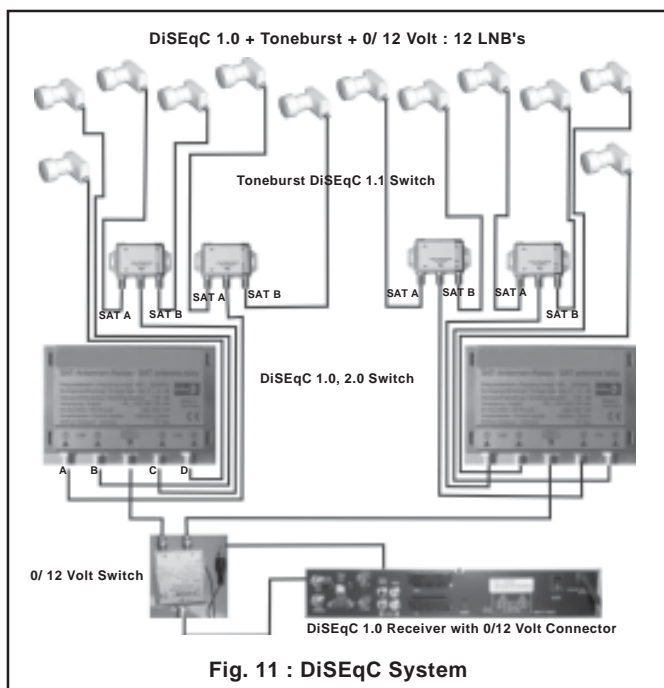 DiSEqC 1.0 + Toneburst + 0/ 12 Volt : 12 LNB's
Toneburst DiSEqC 1.1 Switch
SAT A
SAT B
SAT A
SAT B
SAT A
SAT B
SAT A
SAT B
DiSEqC 1.0, 2.0 Switch
A
B
C
D
0/ 12 Volt Switch
DiSEqC 1.0 Receiver with 0/12 Volt Connector
Fig. 11 : DiSEqC System